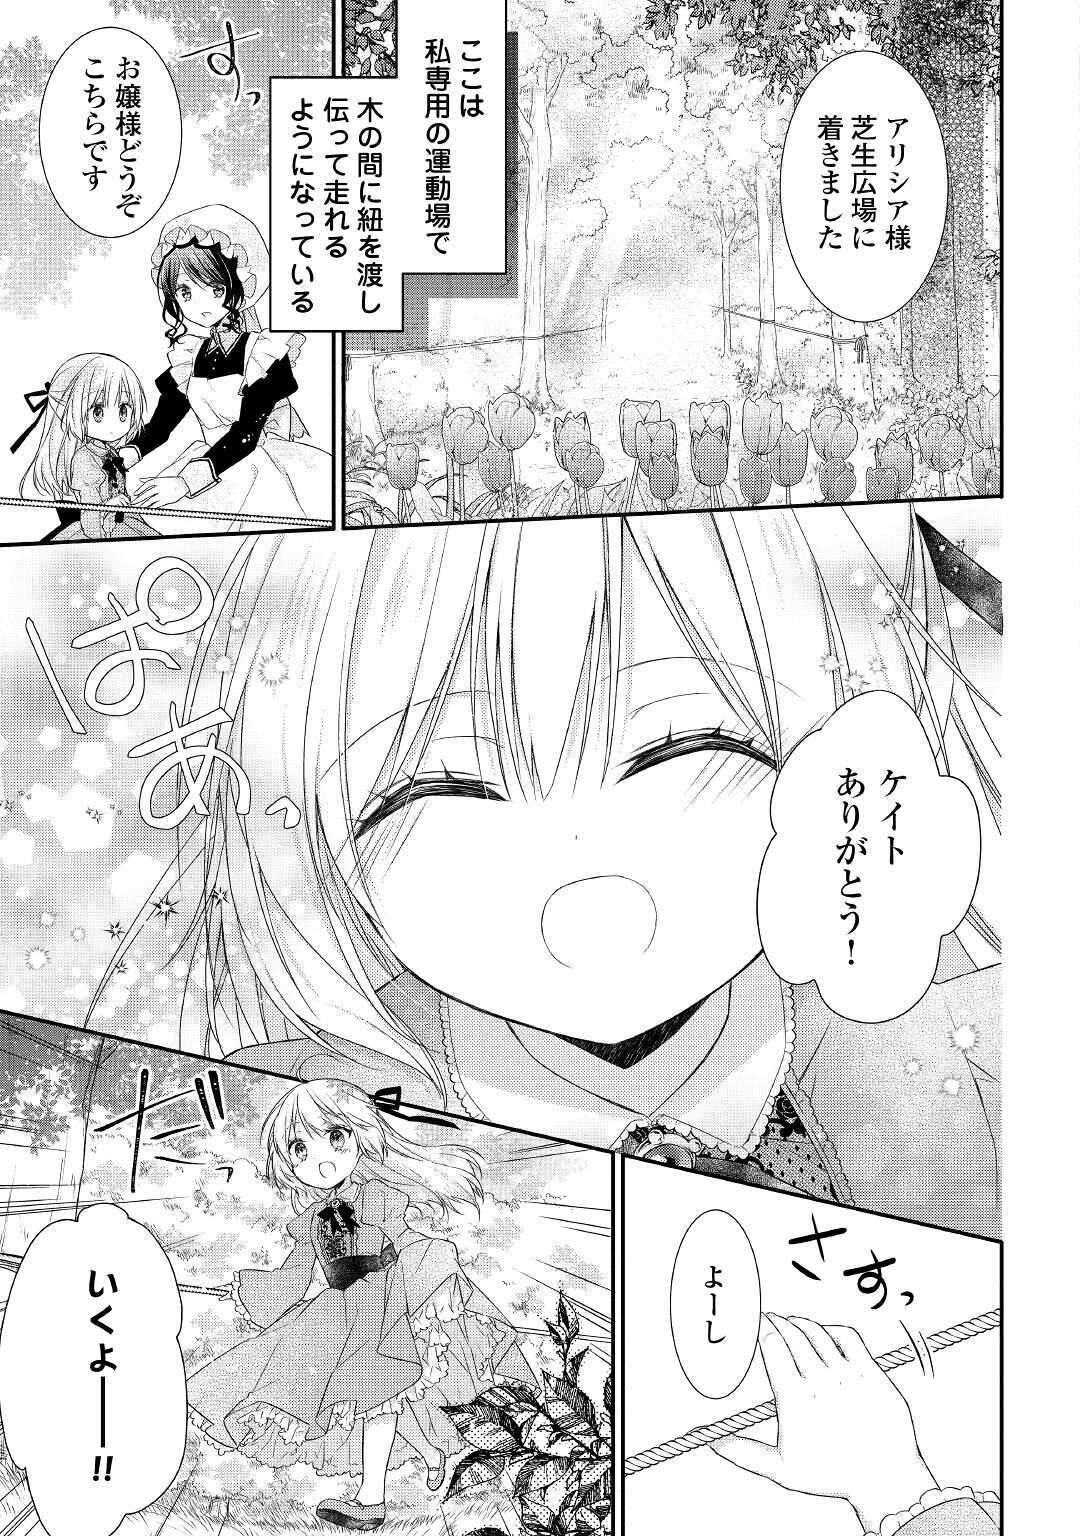 アリシア様
芝生広場に
着きました
ここは
私専用の運動場で
木の間に紐を渡し
伝って走れる
ようになっている
すっ
お嬢様どうぞ
こちらです
ケイト
ありがとう!
ぱあっ
よーし
さすっ
いくよーー!!